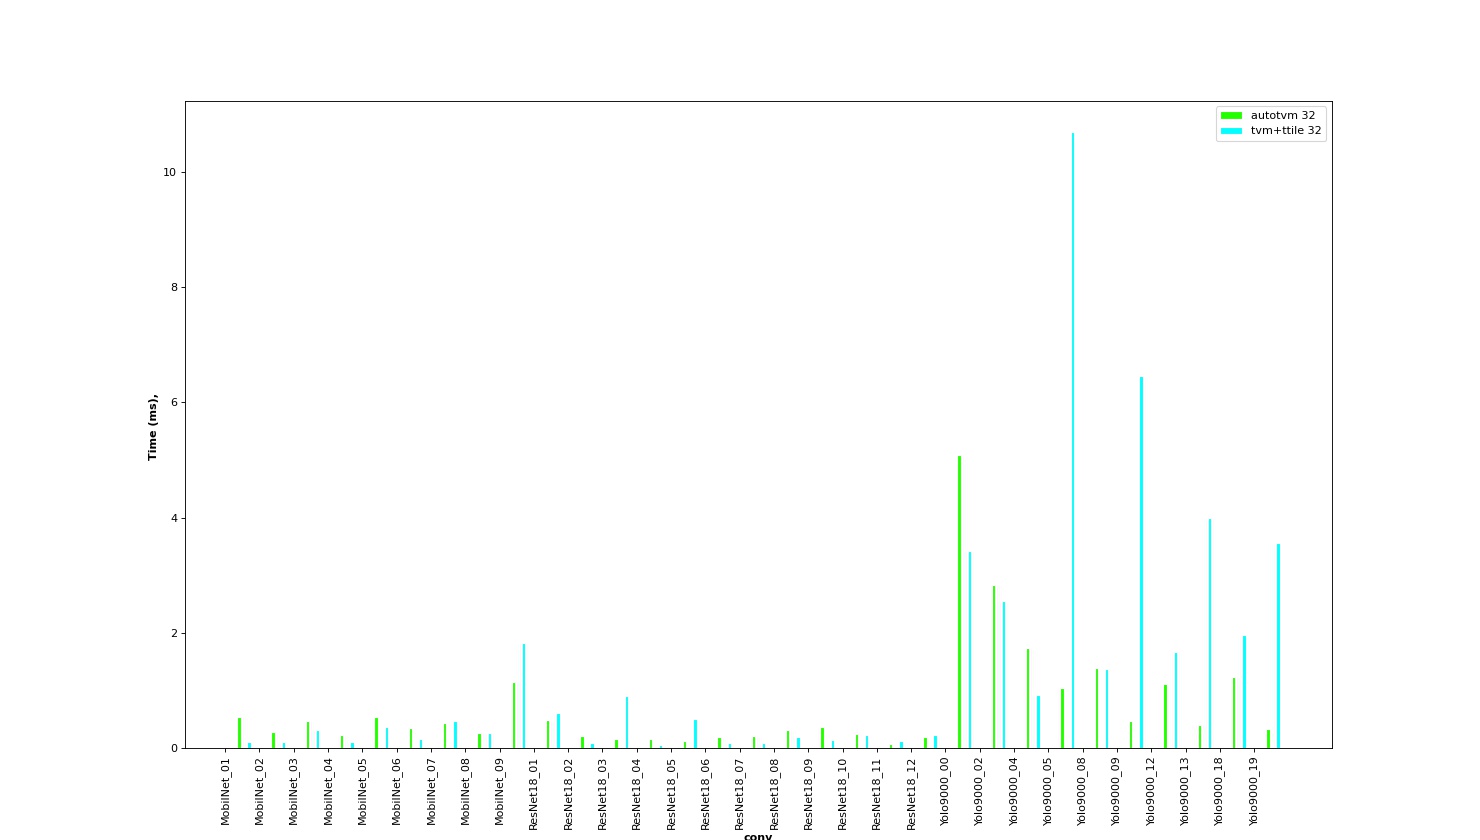 autotvm 32
tvm+ttile 32
10
8
6
4
2
0
Time (ms),
MobilNet_01
MobilNet_02
MobilNet_03
MobilNet_04
MobilNet_05
MobilNet_06
MobilNet_07
MobilNet_08
MobilNet_09
ResNet18_01
ResNet18_02
ResNet18_03
ResNet18_04
ResNet18_05
ResNet18_06
ResNet18_07
ResNet18_08
ResNet18_09
ResNet18_10
ResNet18_11
ResNet18_12
Yolo9000_00
Yolo9000_02
Yolo9000_04
Yolo9000_05
Yolo9000_08
Yolo9000_09
Yolo9000_12
Yolo9000_13
Yolo9000_18
Yolo9000_19
conv